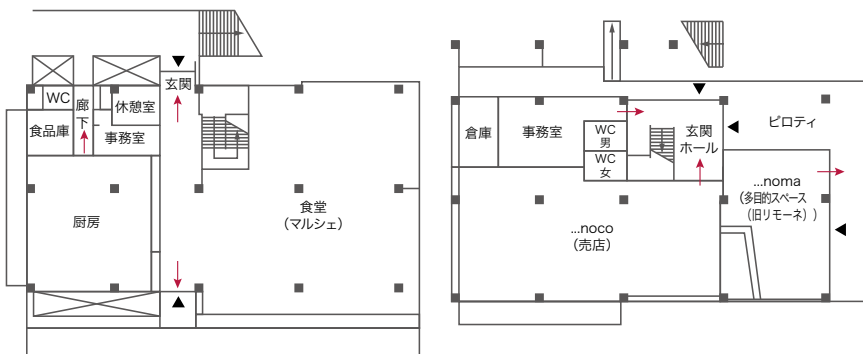 玄関
WC
廊
下
休憩室
食品庫
事務室
厨房
食堂
（マルシェ）
倉庫
事務室
WC
男
WC
女
玄関
ホール
ピロティ
...noma
（多目的スペース
（旧リモーネ））
...noco
（売店）